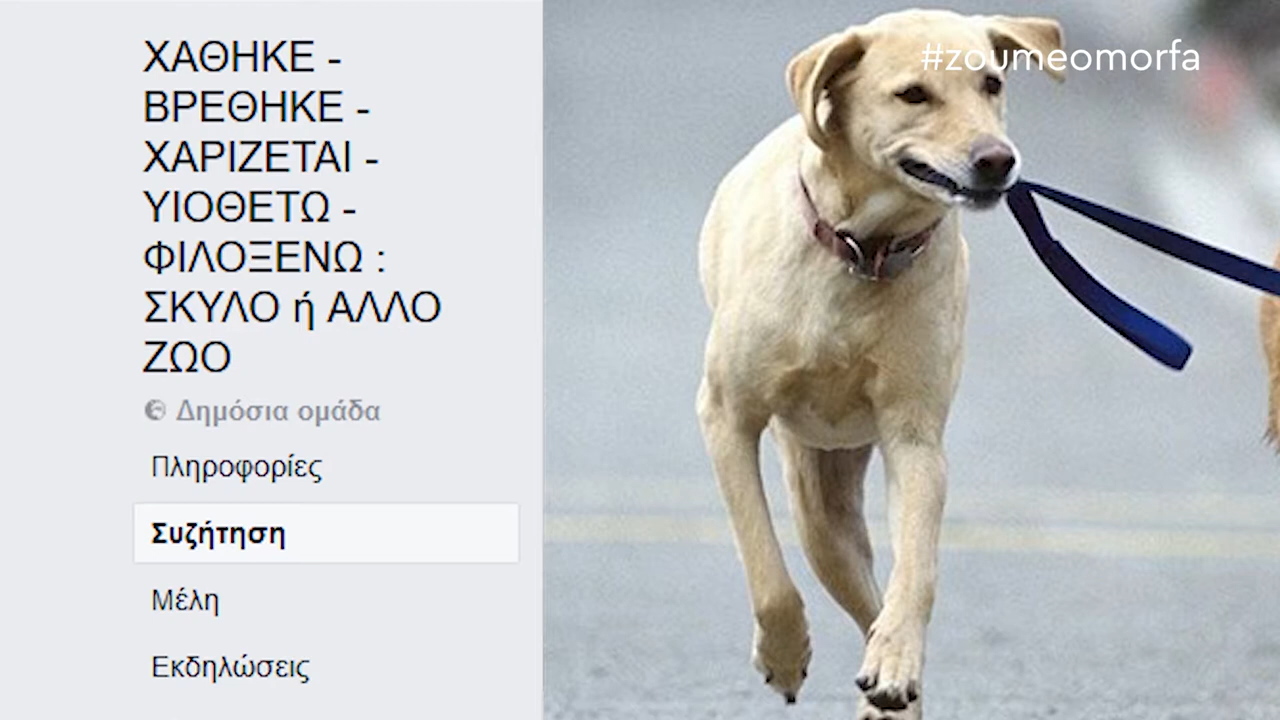 ΧΑΘΗΚΕ -
ΒΡΕΘΗΚΕ -
ΧΑΡΙΖΕΤΑΙ -
ΥΙΟΘΕΤΩ -
ΦΙΛΟΞΕΝΩ :
ΣΚΥΛΟ ή ΑΛΛΟ
ΖΩΟ
Δημόσια ομάδα
Πληροφορίες
Συζήτηση
Μέλη
Εκδηλώσεις
#zoumeomorfa